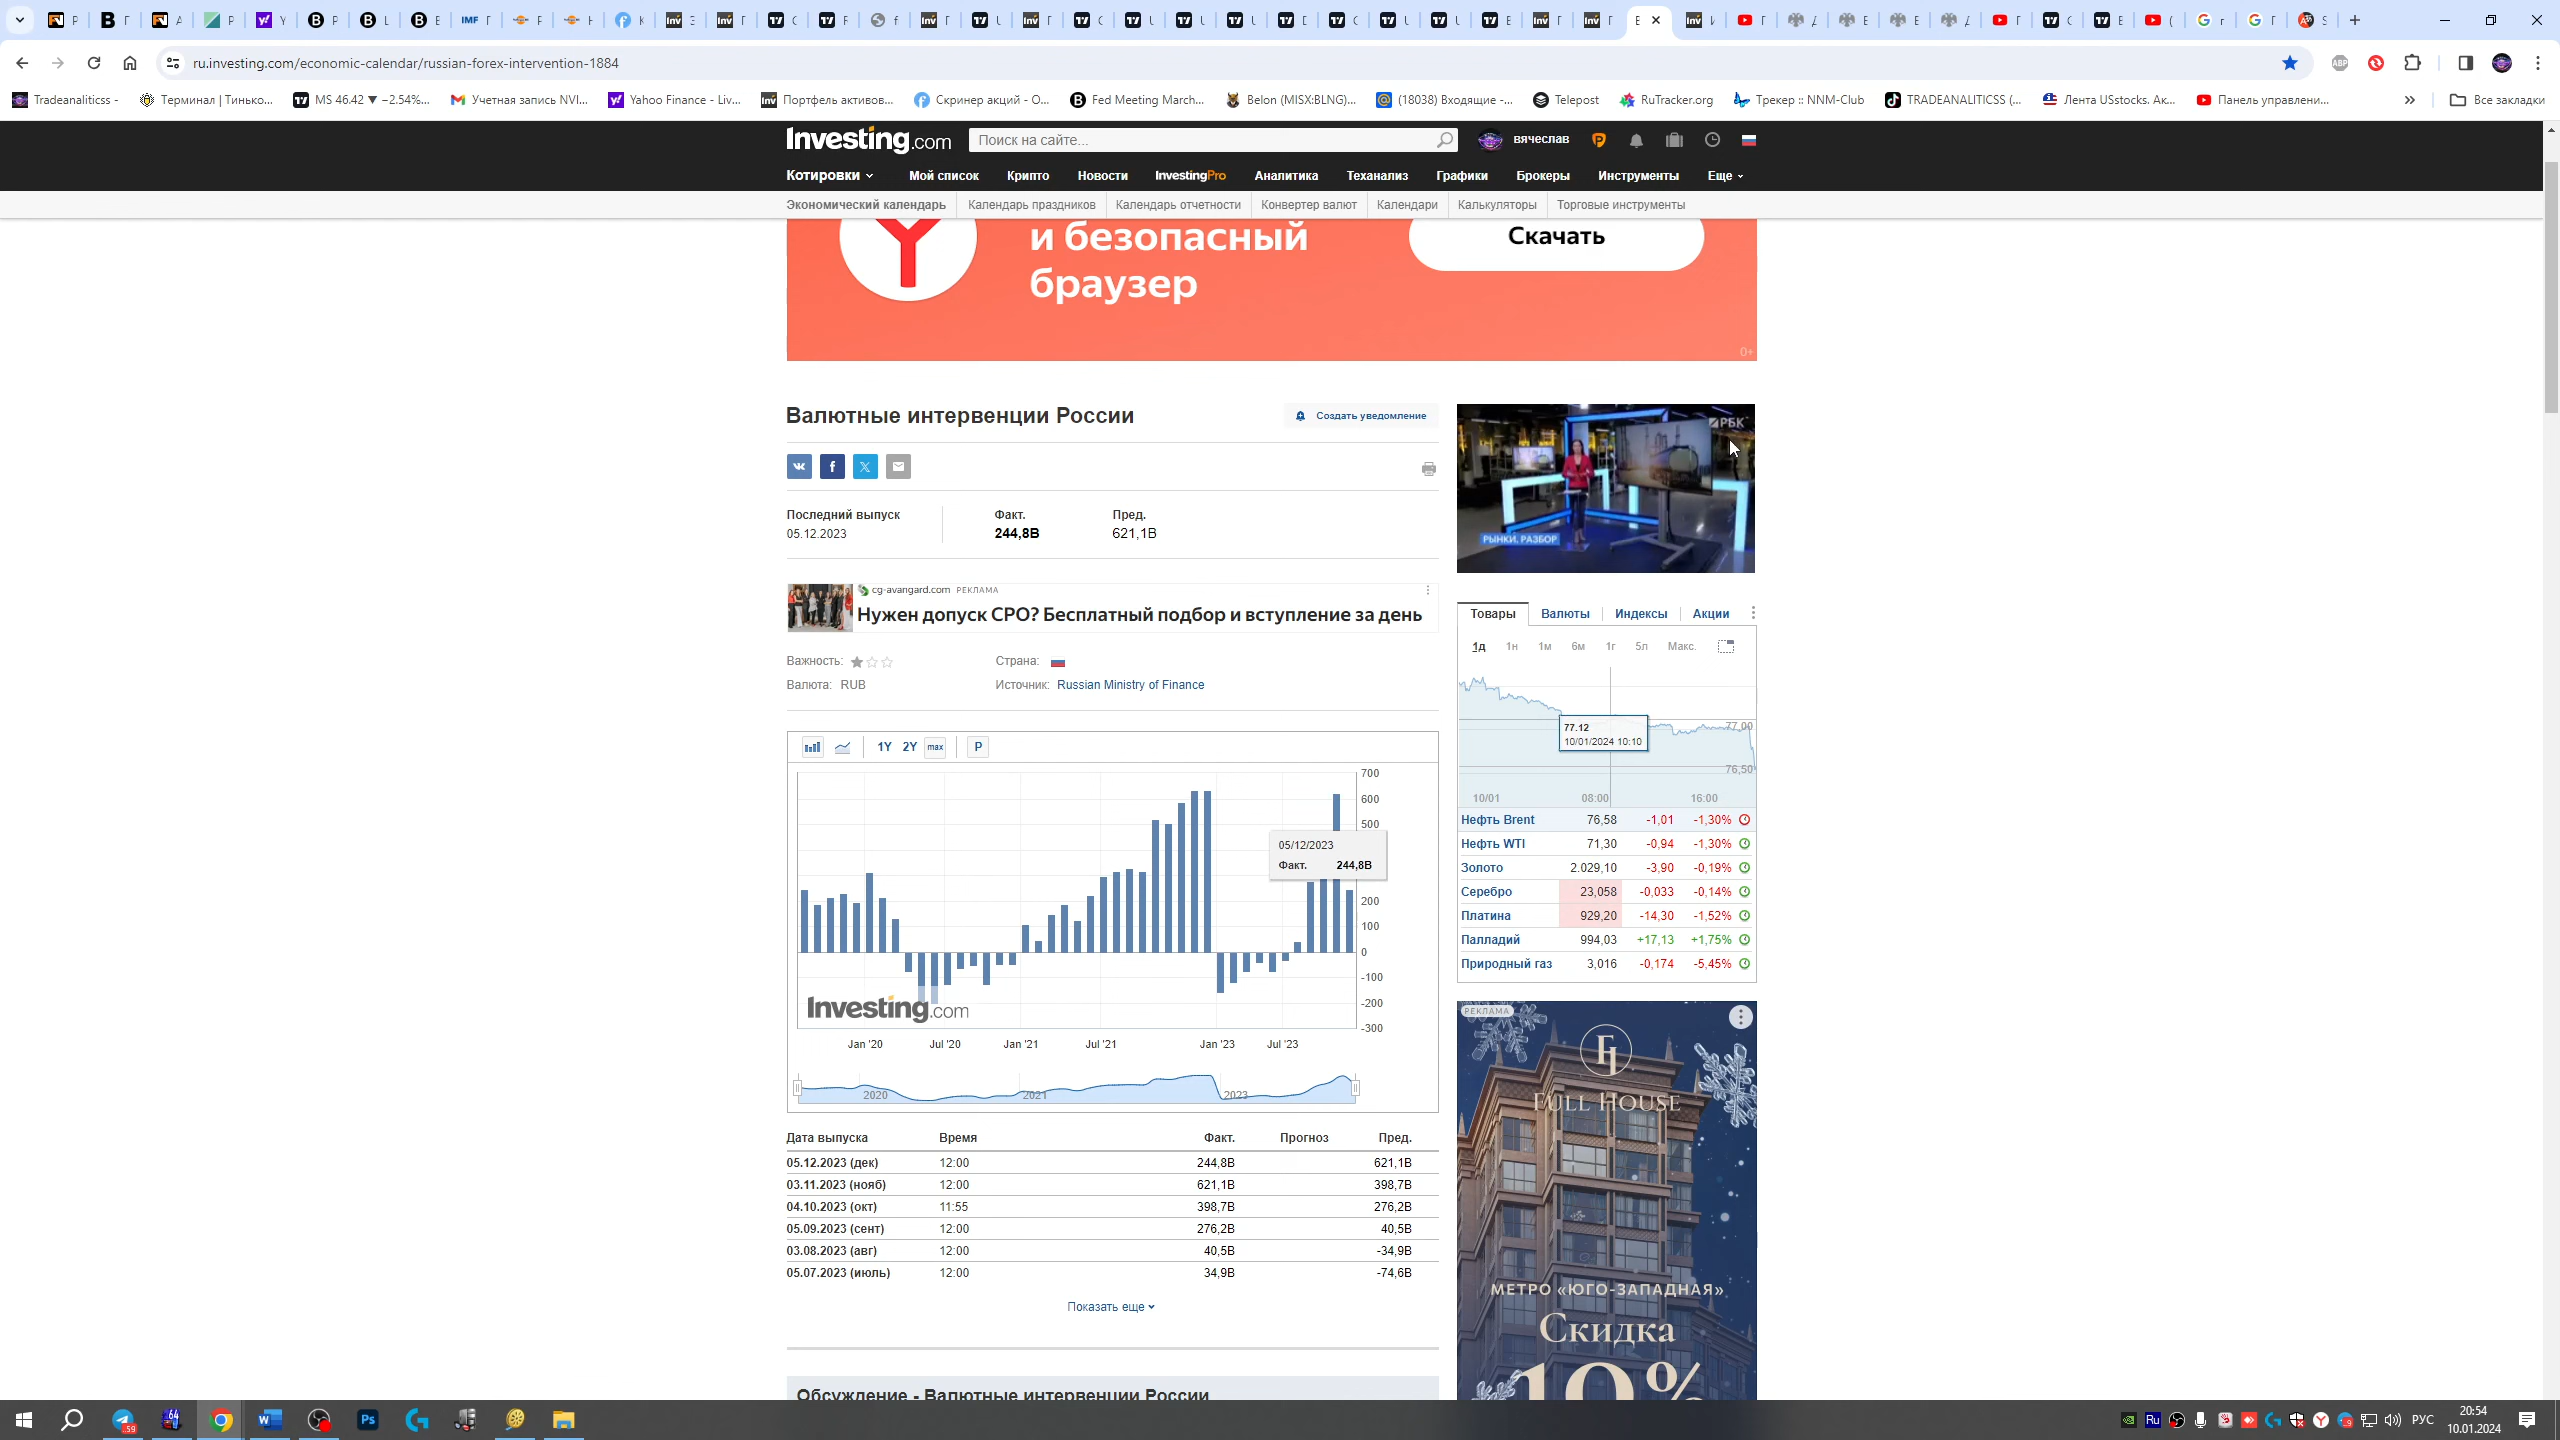 ru.investing.com/economic-calendar/russian-forex-intervention-1884
Tradeanaliticss -
Терминал | Тинько...
MS 46.42 ▼ −2.54%...
Учетная запись NVI...
Yahoo Finance - Liv...
Портфель активов...
Скринер акций - О...
Fed Meeting March...
Belon (MISX:BLNG)...
(18038) Входящие -...
Telepost
RuTracker.org
Трекер :: NNM-Club
TRADEANALITICSS (...
Лента USstocks. Ак...
Панель управлени...
Все закладки
Investing.com
Поиск на сайте...
вячеслав
Котировки
Мой список
Крипто
Новости
InvestingPro
Аналитика
Теханализ
Графики
Брокеры
Инструменты
Еще
Экономический календарь
Календарь праздников
Календарь отчетности
Конвертер валют
Календари
Калькуляторы
Торговые инструменты
и безопасный
браузер
Скачать
0+
Валютные интервенции России
Создать уведомление
РБК
РЫНКИ. РАЗБОР
Последний выпуск
05.12.2023
Факт.
244,8B
Пред.
621,1B
cg-avangard.com РЕКЛАМА
Нужен допуск СРО? Бесплатный подбор и вступление за день
Важность:
Страна:
Валюта: RUB
Источник: Russian Ministry of Finance
1Y 2Y max P
700
600
500
200
100
0
-100
-200
-300
05/12/2023
Факт. 244,8B
Investing.com
Jan '20
Jul '20
Jan '21
Jul '21
Jan '23
Jul '23
2020
2021
2023
Дата выпуска Время Факт. Прогноз Пред.
05.12.2023 (дек) 12:00 244,8B 621,1B
03.11.2023 (нояб) 12:00 621,1B 398,7B
04.10.2023 (окт) 11:55 398,7B 276,2B
05.09.2023 (сент) 12:00 276,2B 40,5B
03.08.2023 (авг) 12:00 40,5B -34,9B
05.07.2023 (июль) 12:00 34,9B -74,6B
Показать еще
Обсуждение - Валютные интервенции России
Товары Валюты Индексы Акции
1д 1н 1м 6м 1г 5л Макс.
77.12
10/01/2024 10:10
77,00
76,50
10/01 08:00 16:00
Нефть Brent 76,58 -1,01 -1,30%
Нефть WTI 71,30 -0,94 -1,30%
Золото 2.029,10 -3,90 -0,19%
Серебро 23,058 -0,033 -0,14%
Платина 929,20 -14,30 -1,52%
Палладий 994,03 +17,13 +1,75%
Природный газ 3,016 -0,174 -5,45%
РЕКЛАМА
FULL HOUSE
МЕТРО «ЮГО-ЗАПАДНАЯ»
Скидка
10%
РУС
20:54
10.01.2024